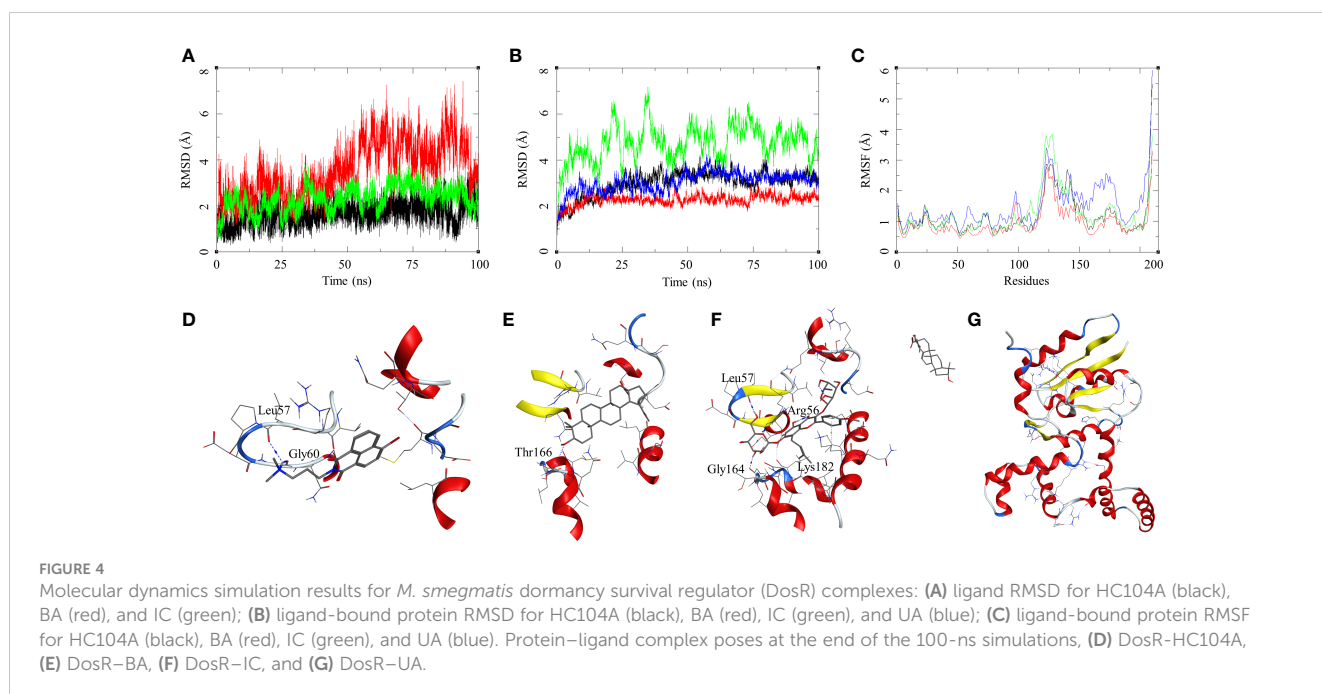 A
B
C
8
6
4
2
0
RMSD (Å)
0
25
50
75
100
Time (ns)
8
6
4
2
0
RMSD (Å)
0
25
50
75
100
Time (ns)
6
5
4
3
2
1
0
RMSF (Å)
0
50
100
150
200
Residues
D
E
F
G
Leu57
Gly60
Thr166
Leu57
Arg56
Gly164
Lys182
FIGURE 4
Molecular dynamics simulation results for M. smegmatis dormancy survival regulator (DosR) complexes: (A) ligand RMSD for HC104A (black),
BA (red), and IC (green); (B) ligand-bound protein RMSD for HC104A (black), BA (red), IC (green), and UA (blue); (C) ligand-bound protein RMSF
for HC104A (black), BA (red), IC (green), and UA (blue). Protein–ligand complex poses at the end of the 100-ns simulations, (D) DosR-HC104A,
(E) DosR–BA, (F) DosR–IC, and (G) DosR–UA.